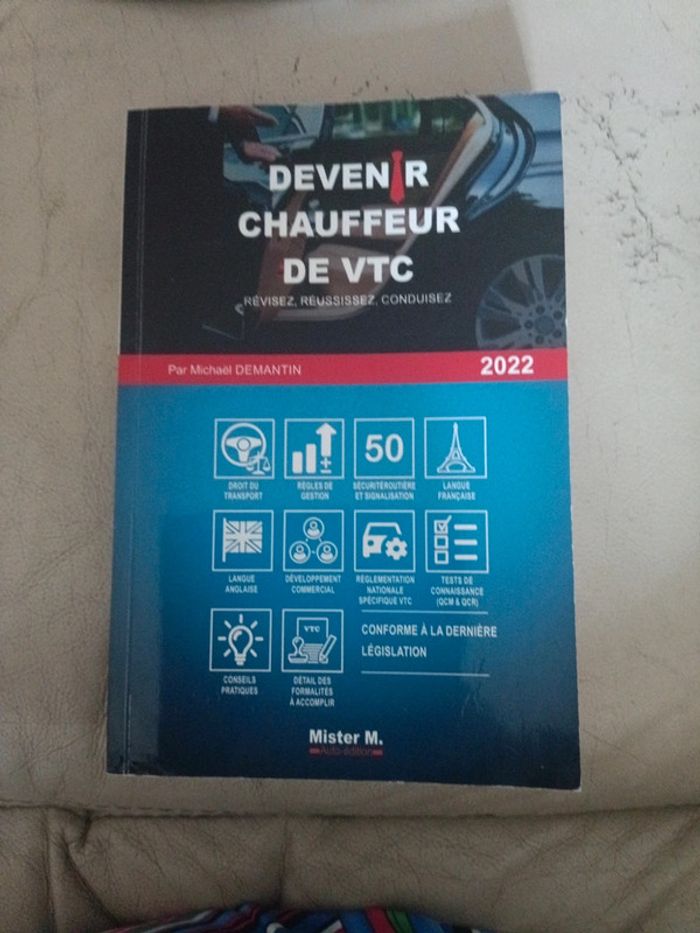 DEVENIR
CHAUFFEUR
DE VTC
RÉVISEZ, RÉUSSISSEZ, CONDUISEZ
Par Michaël DEMANTIN
2022
50
DROIT DU
TRANSPORT
RÈGLES DE
GESTION
SÉCURITÉROUTIÈRE
ET SIGNALISATION
LANGUE
FRANÇAISE
LANGUE
ANGLAISE
DÉVELOPPEMENT
COMMERCIAL
RÉGLEMENTATION
NATIONALE
SPÉCIFIQUE VTC
TESTS DE
CONNAISSANCE
(QCM & QCR)
VTC
CONSEILS
PRATIQUES
DÉTAIL DES
FORMALITÉS
À ACCOMPLIR
CONFORME À LA DERNIÈRE
LÉGISLATION
Mister M.
Auto-édition